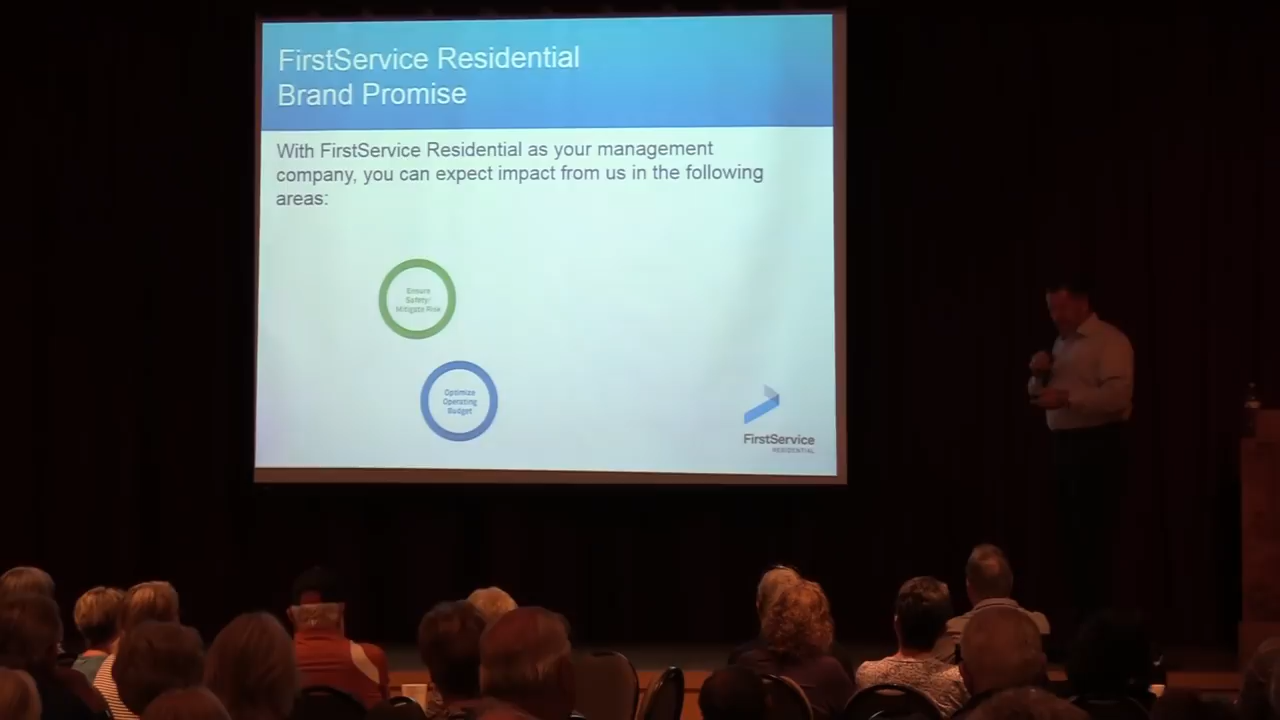 FirstService Residential
Brand Promise
With FirstService Residential as your management
company, you can expect impact from us in the following
areas:
Ensure
Safety/
Mitigate Risk
Optimize
Operating
Budget
FirstService
RESIDENTIAL